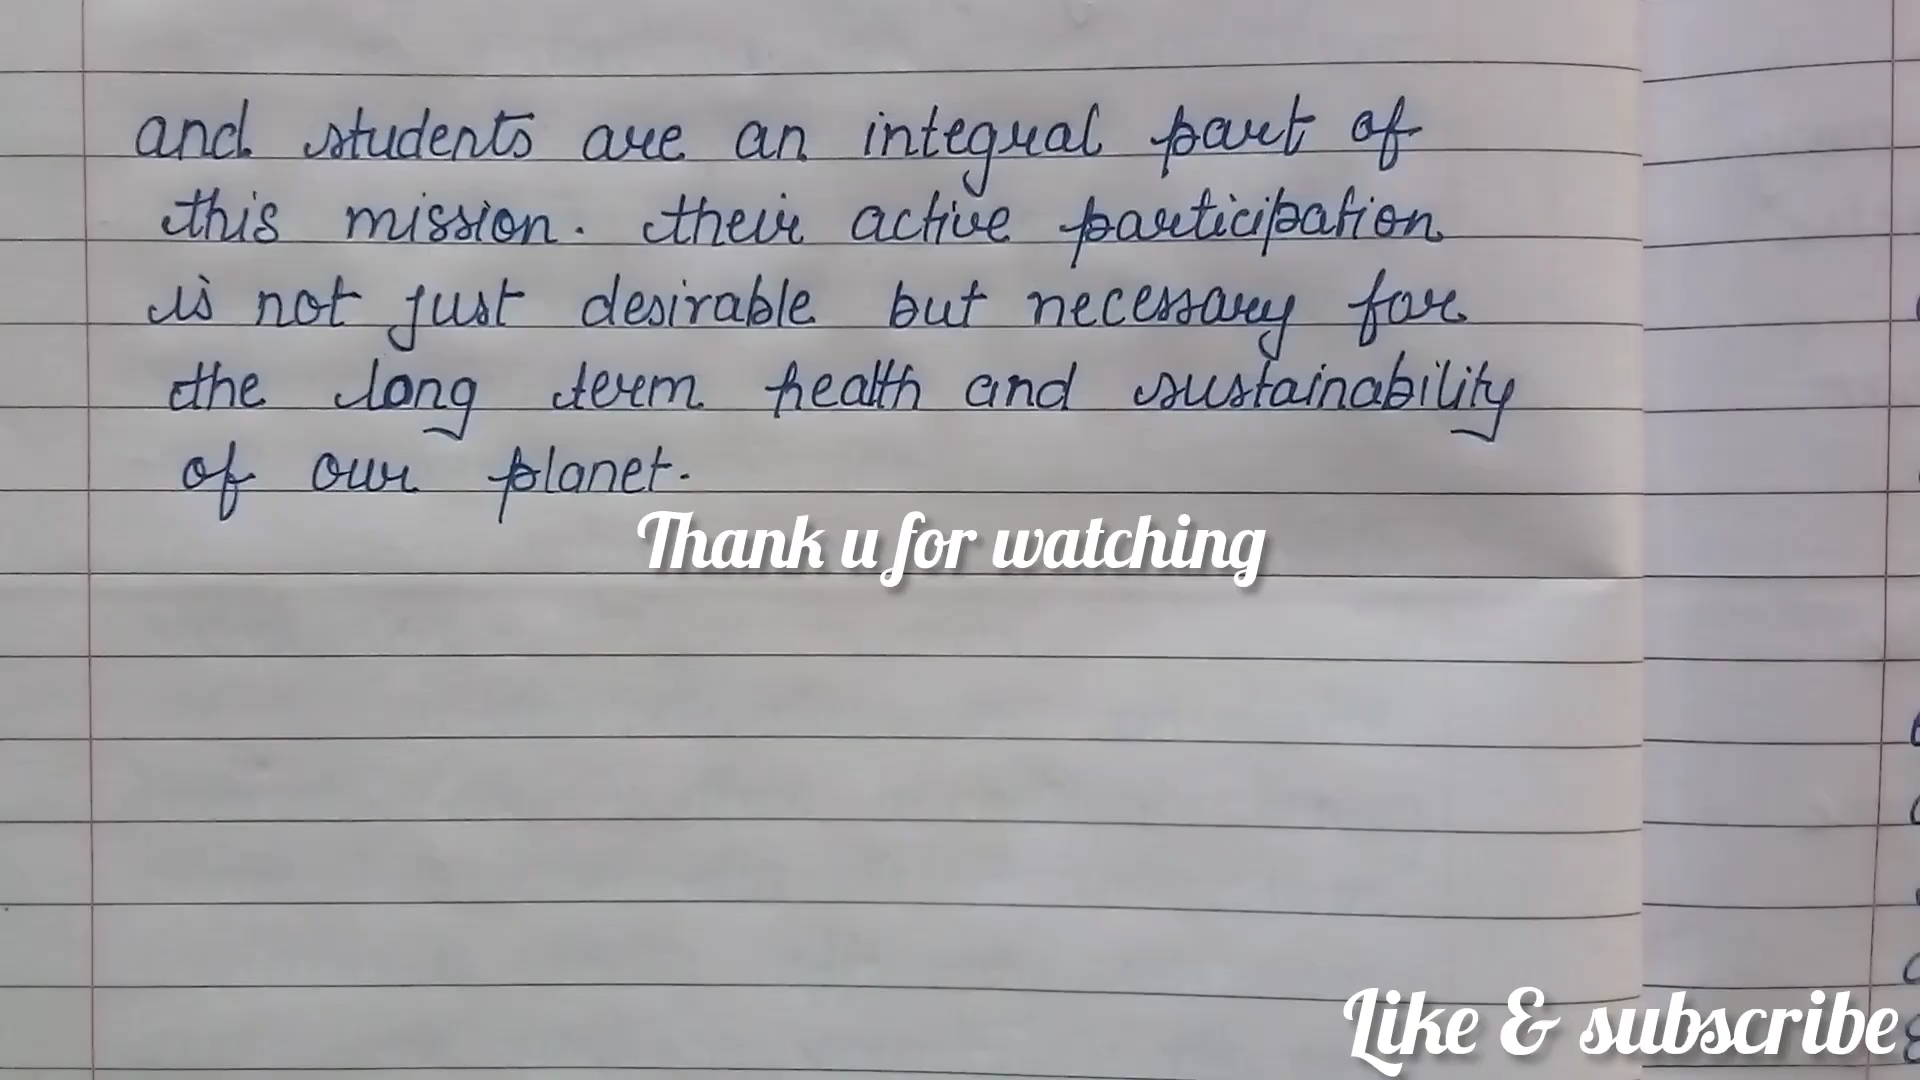 and students are an integral part of
this mission. their active participation
is not just desirable but necessary for
the long term health and sustainability
of our planet.
Thank u for watching
Like & subscribe